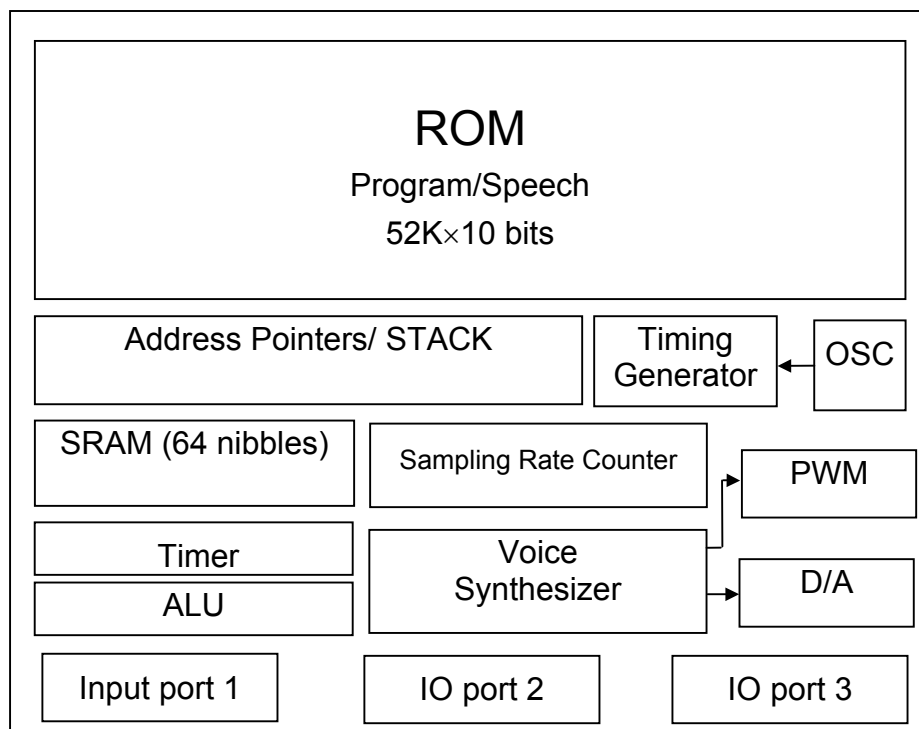 ROM
Program/Speech
52K×10 bits
Address Pointers/ STACK
Timing
Generator
OSC
SRAM (64 nibbles)
Sampling Rate Counter
PWM
Timer
Voice
Synthesizer
D/A
ALU
Input port 1
IO port 2
IO port 3